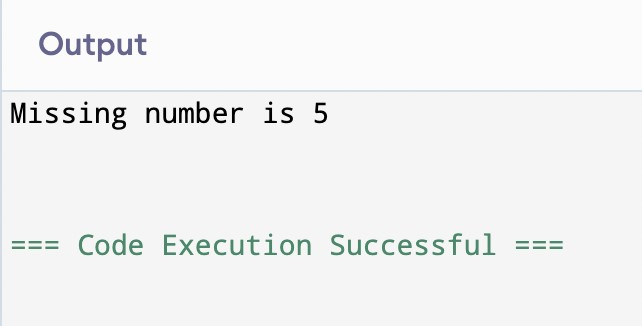 Output
Missing number is 5
=== Code Execution Successful ===